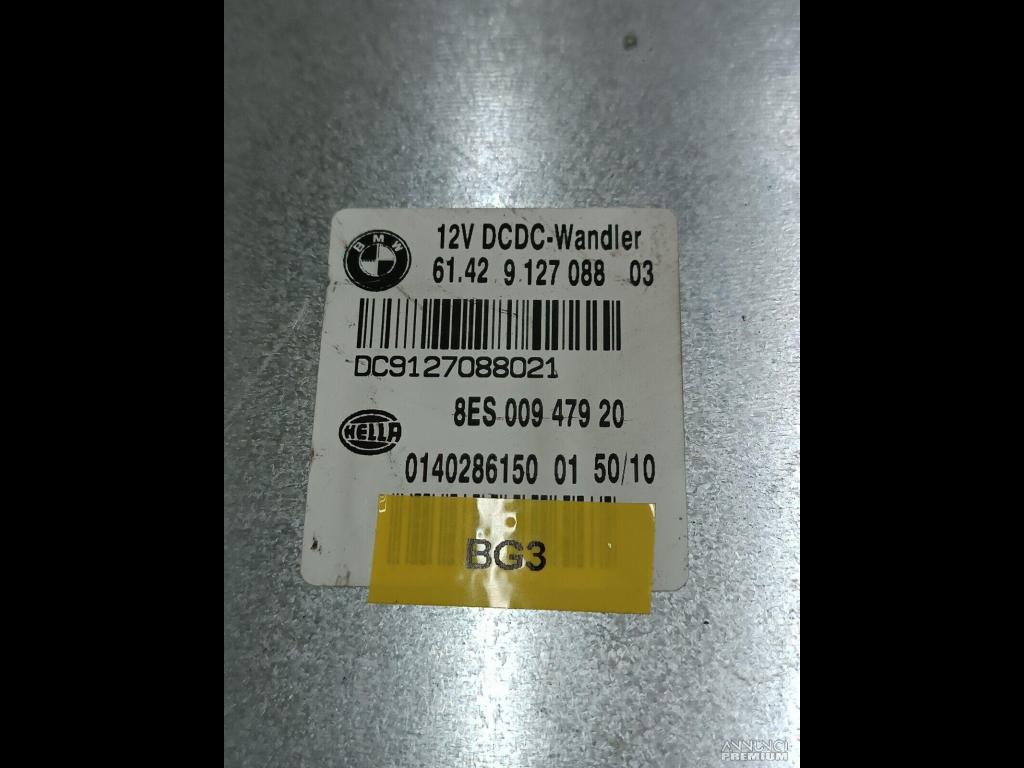 BMW
12V DCDC-Wandler
61.42 9 127 088 03
DC9127088021
8ES 009 479 20
HELLA
0140286150 01 50/10
BG3
ANNUNCI
PREMIUM